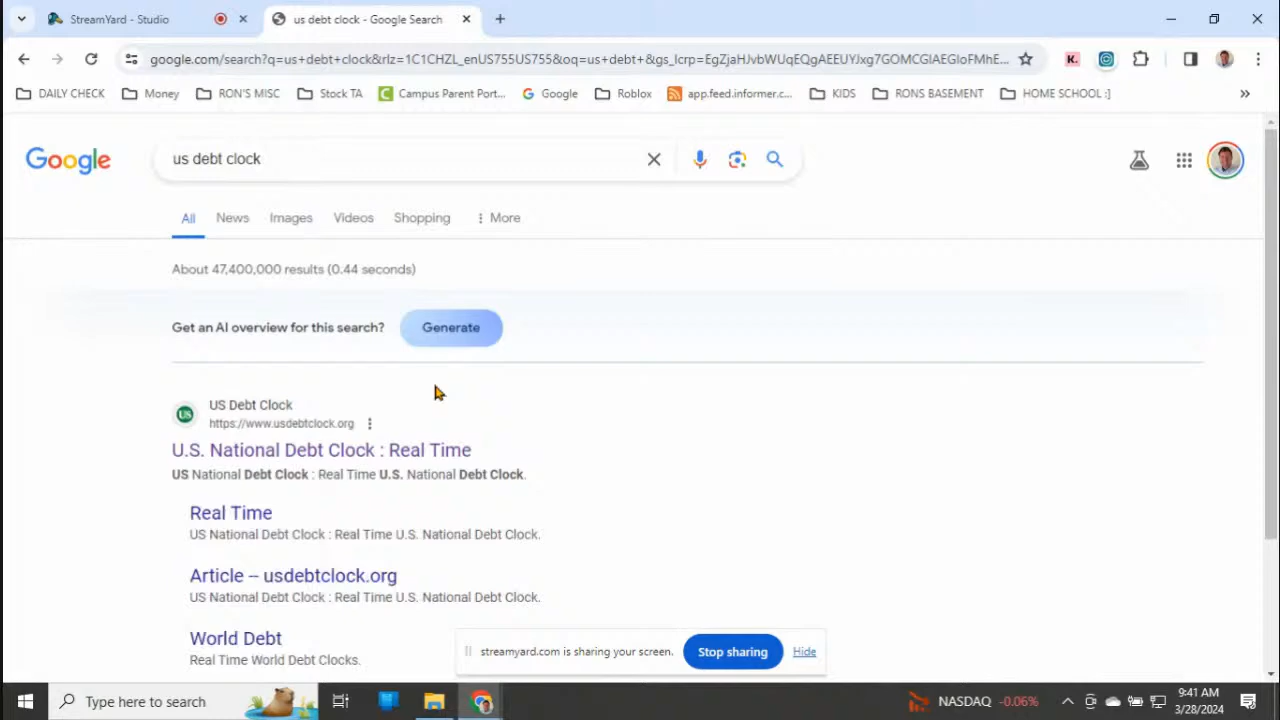 StreamYard - Studio
us debt clock - Google Search
google.com/search?q=us+debt+clock&rlz=1C1CHZL_enUS755US755&oq=us+debt+&gs_lcrp=EgZjaHJvbWUqEQgAEEUYJxg7GOMCGIAEGIoFMhE...
DAILY CHECK
Money
RON'S MISC
Stock TA
Campus Parent Port...
Google
Roblox
app.feed.informer.c...
KIDS
RONS BASEMENT
HOME SCHOOL :]
Google
us debt clock
All
News
Images
Videos
Shopping
More
About 47,400,000 results (0.44 seconds)
Get an AI overview for this search?
Generate
US
US Debt Clock
https://www.usdebtclock.org
U.S. National Debt Clock : Real Time
US National Debt Clock : Real Time U.S. National Debt Clock.
Real Time
US National Debt Clock : Real Time U.S. National Debt Clock.
Article -- usdebtclock.org
US National Debt Clock : Real Time U.S. National Debt Clock.
World Debt
Real Time World Debt Clocks.
streamyard.com is sharing your screen.
Stop sharing
Hide
Type here to search
NASDAQ -0.06%
9:41 AM
3/28/2024